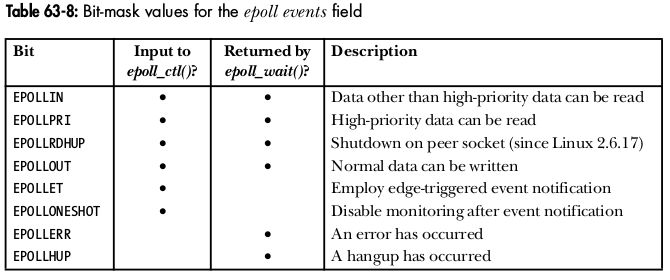 Table 63-8: Bit-mask values for the epoll events field
Bit Input to Returned by Description
epoll_ctl()? epoll_wait()?
EPOLLIN • • Data other than high-priority data can be read
EPOLLPRI • • High-priority data can be read
EPOLLRDHUP • • Shutdown on peer socket (since Linux 2.6.17)
EPOLLOUT • • Normal data can be written
EPOLLET • Employ edge-triggered event notification
EPOLLONESHOT • Disable monitoring after event notification
EPOLLERR • An error has occurred
EPOLLHUP • A hangup has occurred